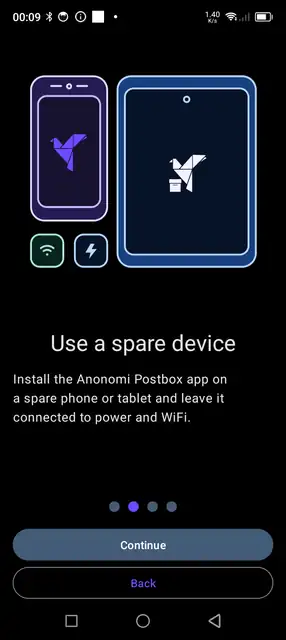 00:09
1.40
K/s
Use a spare device
Install the Anonomi Postbox app on
a spare phone or tablet and leave it
connected to power and WiFi.
Continue
Back